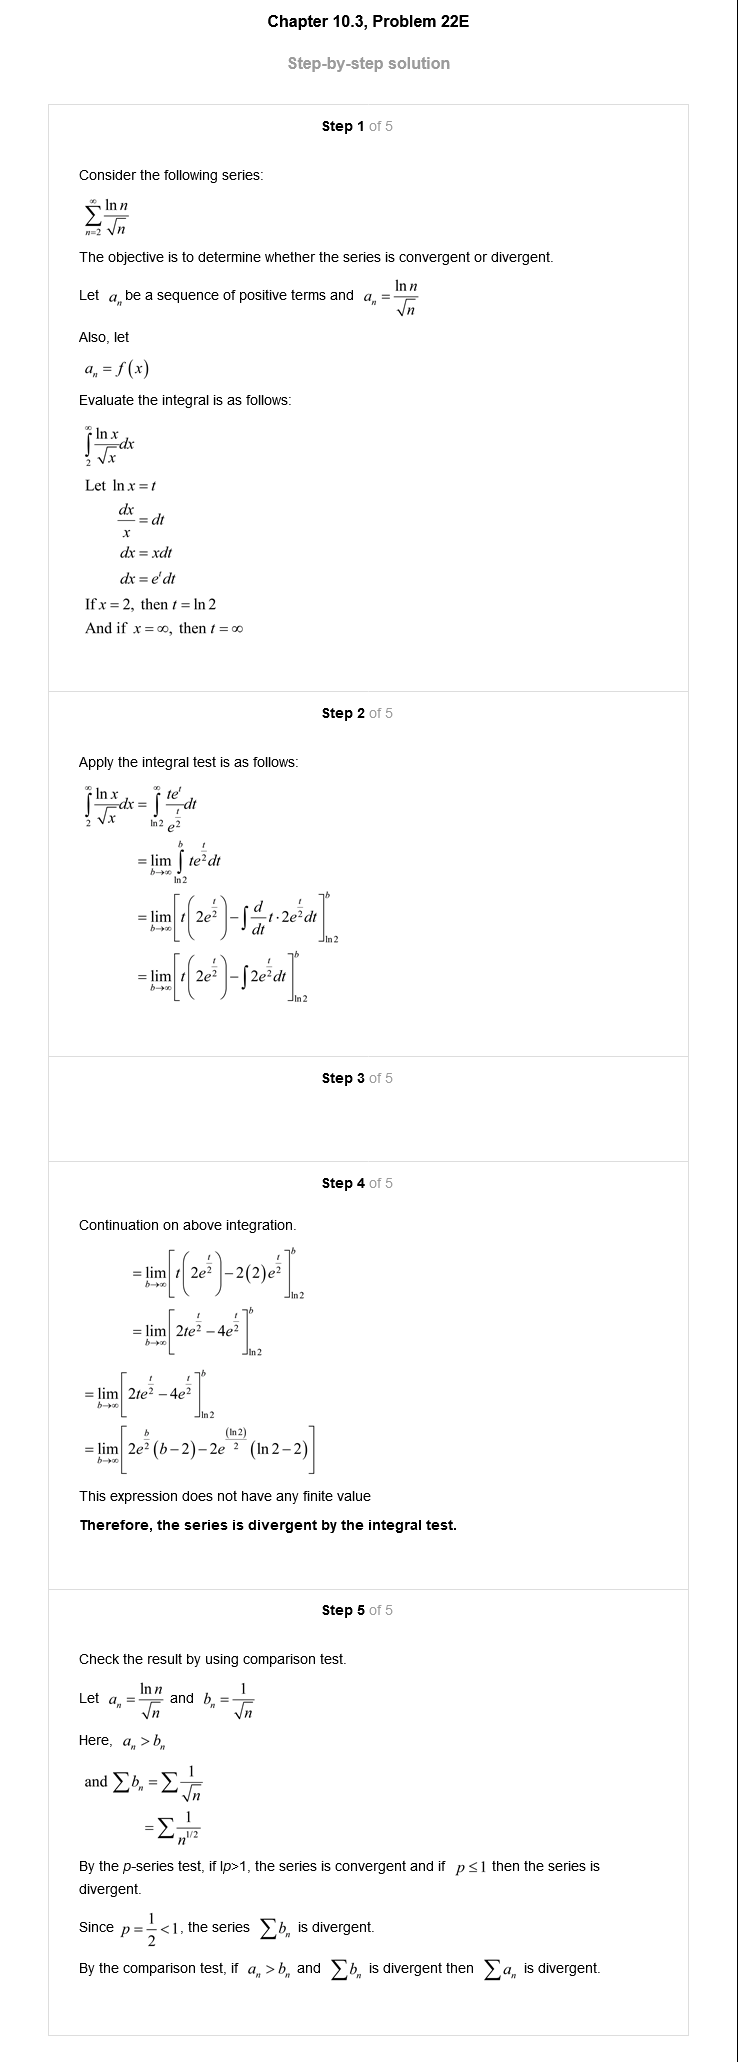 Chapter 10.3, Problem 22E
Step-by-step solution
Step 1 of 5
Consider the following series:
$\sum_{n=2}^{\infty} \frac{\ln n}{\sqrt{n}}$
The objective is to determine whether the series is convergent or divergent.
Let $a_n$ be a sequence of positive terms and $a_n = \frac{\ln n}{\sqrt{n}}$
Also, let
$a_n = f(x)$
Evaluate the integral is as follows:
$\int_{2}^{\infty} \frac{\ln x}{\sqrt{x}} dx$
Let $\ln x = t$
$\frac{dx}{x} = dt$
$dx = xdt$
$dx = e^t dt$
If $x = 2$, then $t = \ln 2$
And if $x = \infty$, then $t = \infty$
Step 2 of 5
Apply the integral test is as follows:
$\int_{2}^{\infty} \frac{\ln x}{\sqrt{x}} dx = \int_{\ln 2}^{\infty} \frac{te^t}{e^{\frac{t}{2}}} dt$
$= \lim_{b \to \infty} \int_{\ln 2}^{b} te^{\frac{t}{2}} dt$
$= \lim_{b \to \infty} \left[ t\left( 2e^{\frac{t}{2}} \right) - \int \frac{d}{dt} t \cdot 2e^{\frac{t}{2}} dt \right]_{\ln 2}^{b}$
$= \lim_{b \to \infty} \left[ t\left( 2e^{\frac{t}{2}} \right) - \int 2e^{\frac{t}{2}} dt \right]_{\ln 2}^{b}$
Step 3 of 5
Step 4 of 5
Continuation on above integration.
$= \lim_{b \to \infty} \left[ t\left( 2e^{\frac{t}{2}} \right) - 2(2)e^{\frac{t}{2}} \right]_{\ln 2}^{b}$
$= \lim_{b \to \infty} \left[ 2te^{\frac{t}{2}} - 4e^{\frac{t}{2}} \right]_{\ln 2}^{b}$
$= \lim_{b \to \infty} \left[ 2te^{\frac{t}{2}} - 4e^{\frac{t}{2}} \right]_{\ln 2}^{b}$
$= \lim_{b \to \infty} \left[ 2e^{\frac{b}{2}}(b-2) - 2e^{\frac{(\ln 2)}{2}}(\ln 2 - 2) \right]$
This expression does not have any finite value
Therefore, the series is divergent by the integral test.
Step 5 of 5
Check the result by using comparison test.
Let $a_n = \frac{\ln n}{\sqrt{n}}$ and $b_n = \frac{1}{\sqrt{n}}$
Here, $a_n > b_n$
and $\sum b_n = \sum \frac{1}{\sqrt{n}}$
$= \sum \frac{1}{n^{1/2}}$
By the p-series test, if lp>1, the series is convergent and if $p \leq 1$ then the series is
divergent.
Since $p = \frac{1}{2} < 1$, the series $\sum b_n$ is divergent.
By the comparison test, if $a_n > b_n$ and $\sum b_n$ is divergent then $\sum a_n$ is divergent.